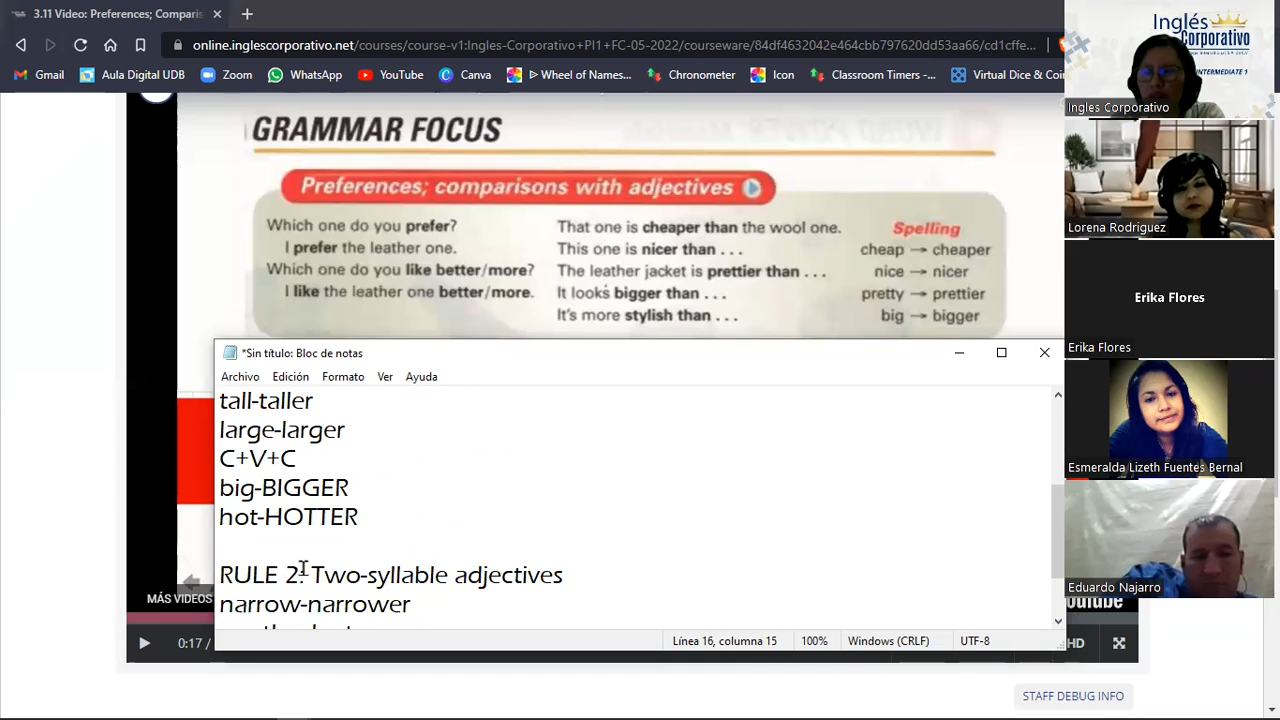 3.11 Video: Preferences; Comparis
online.inglescorporativo.net/courses/course-v1:Ingles-Corporativo+PI1+FC-05-2022/courseware/84df4632042e464cbb797620dd53aa66/cd1cffe...
Gmail
Aula Digital UDB
Zoom
WhatsApp
YouTube
Canva
ᐅ Wheel of Names...
Chronometer
Icon
Classroom Timers -...
Virtual Dice & Coin
GRAMMAR FOCUS
Preferences; comparisons with adjectives
Which one do you prefer?
I prefer the leather one.
Which one do you like better/more?
I like the leather one better/more.
That one is cheaper than the wool one.
This one is nicer than . . .
The leather jacket is prettier than . . .
It looks bigger than . . .
It's more stylish than . . .
Spelling
cheap → cheaper
nice → nicer
pretty → prettier
big → bigger
*Sin título: Bloc de notas
Archivo Edición Formato Ver Ayuda
tall-taller
large-larger
C+V+C
big-BIGGER
hot-HOTTER
RULE 2: Two-syllable adjectives
narrow-narrower
Línea 16, columna 15 100% Windows (CRLF) UTF-8
MÁS VIDEOS
0:17 /
HD
STAFF DEBUG INFO
Inglés
Corporativo
INTERMEDIATE 1
Ingles Corporativo
Lorena Rodriguez
Erika Flores
Erika Flores
Esmeralda Lizeth Fuentes Bernal
Eduardo Najarro